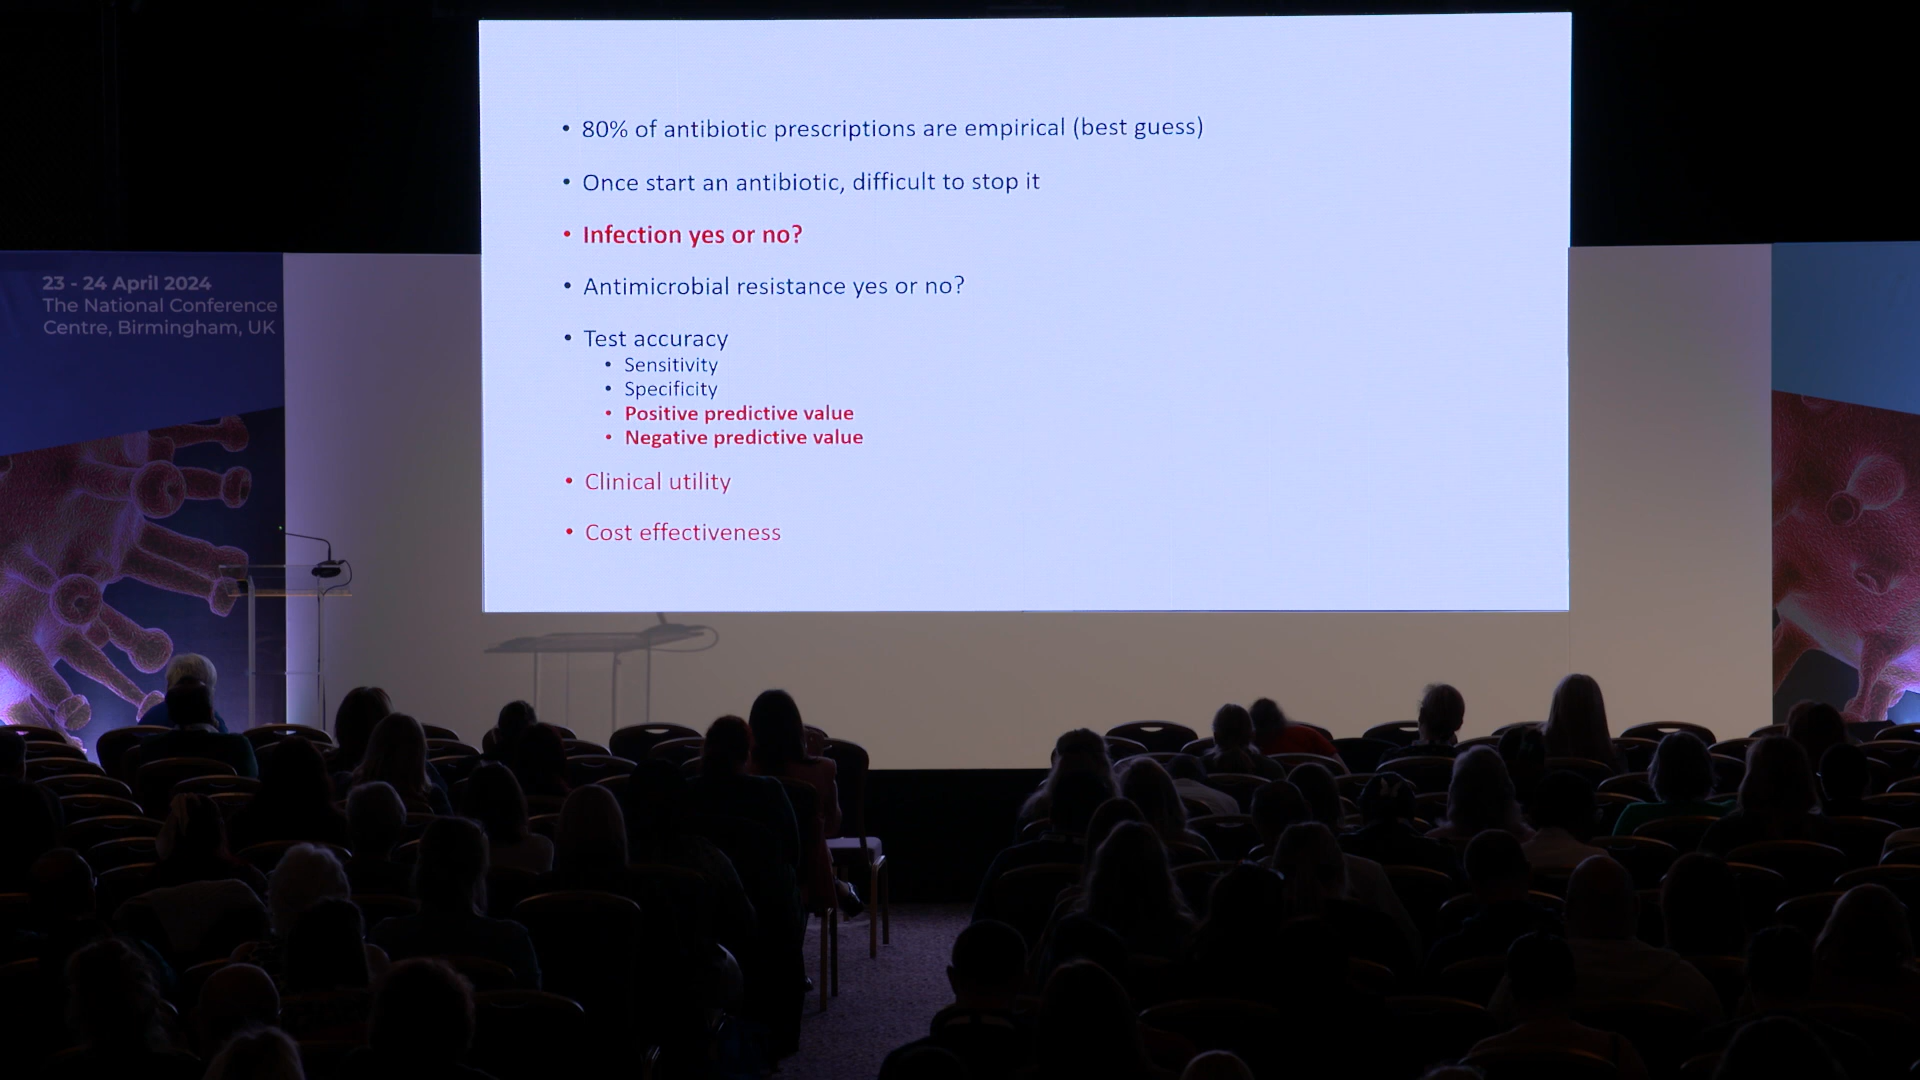 • 80% of antibiotic prescriptions are empirical (best guess)
• Once start an antibiotic, difficult to stop it
• Infection yes or no?
• Antimicrobial resistance yes or no?
• Test accuracy
• Sensitivity
• Specificity
• Positive predictive value
• Negative predictive value
• Clinical utility
• Cost effectiveness
23 - 24 April 2024
The National Conference
Centre, Birmingham, UK